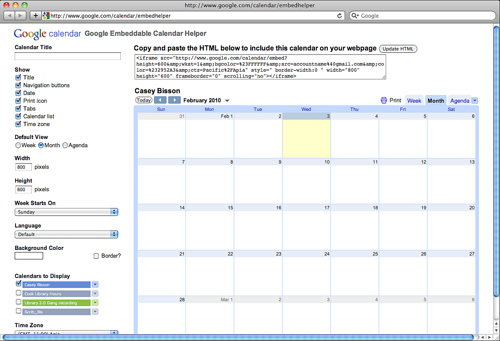 http://www.google.com/calendar/embedhelper
http://www.google.com/calendar/embedhelper
Google
Google calendar Google Embeddable Calendar Helper
Calendar Title
Show
Title
Navigation buttons
Date
Print icon
Tabs
Calendar list
Time zone
Default View
Week Month Agenda
Width
800 pixels
Height
600 pixels
Week Starts On
Sunday
Language
Default
Background Color
Border?
Calendars to Display
Casey Bisson
Library 2.0 Gang recording
Time Zone
Copy and paste the HTML below to include this calendar on your webpage Update HTML
<iframe src="http://www.google.com/calendar/embed?
height=600&amp;wkst=1&amp;bgcolor=%23FFFFFF&amp;src=accountname%40gmail.com&amp;co
lor=%232952A3&amp;ctz=Pacific%2FApia" style=" border-width:0 " width="800"
height="600" frameborder="0" scrolling="no"></iframe>
Casey Bisson
Today February 2010 Print Week Month Agenda
Sun Mon Tue Wed Thu Fri Sat
31 Feb 1 2 3 4 5 6
7 8 9 10 11 12 13
14 15 16 17 18 19 20
21 22 23 24 25 26 27
28 Mar 1 2 3 4 5 6